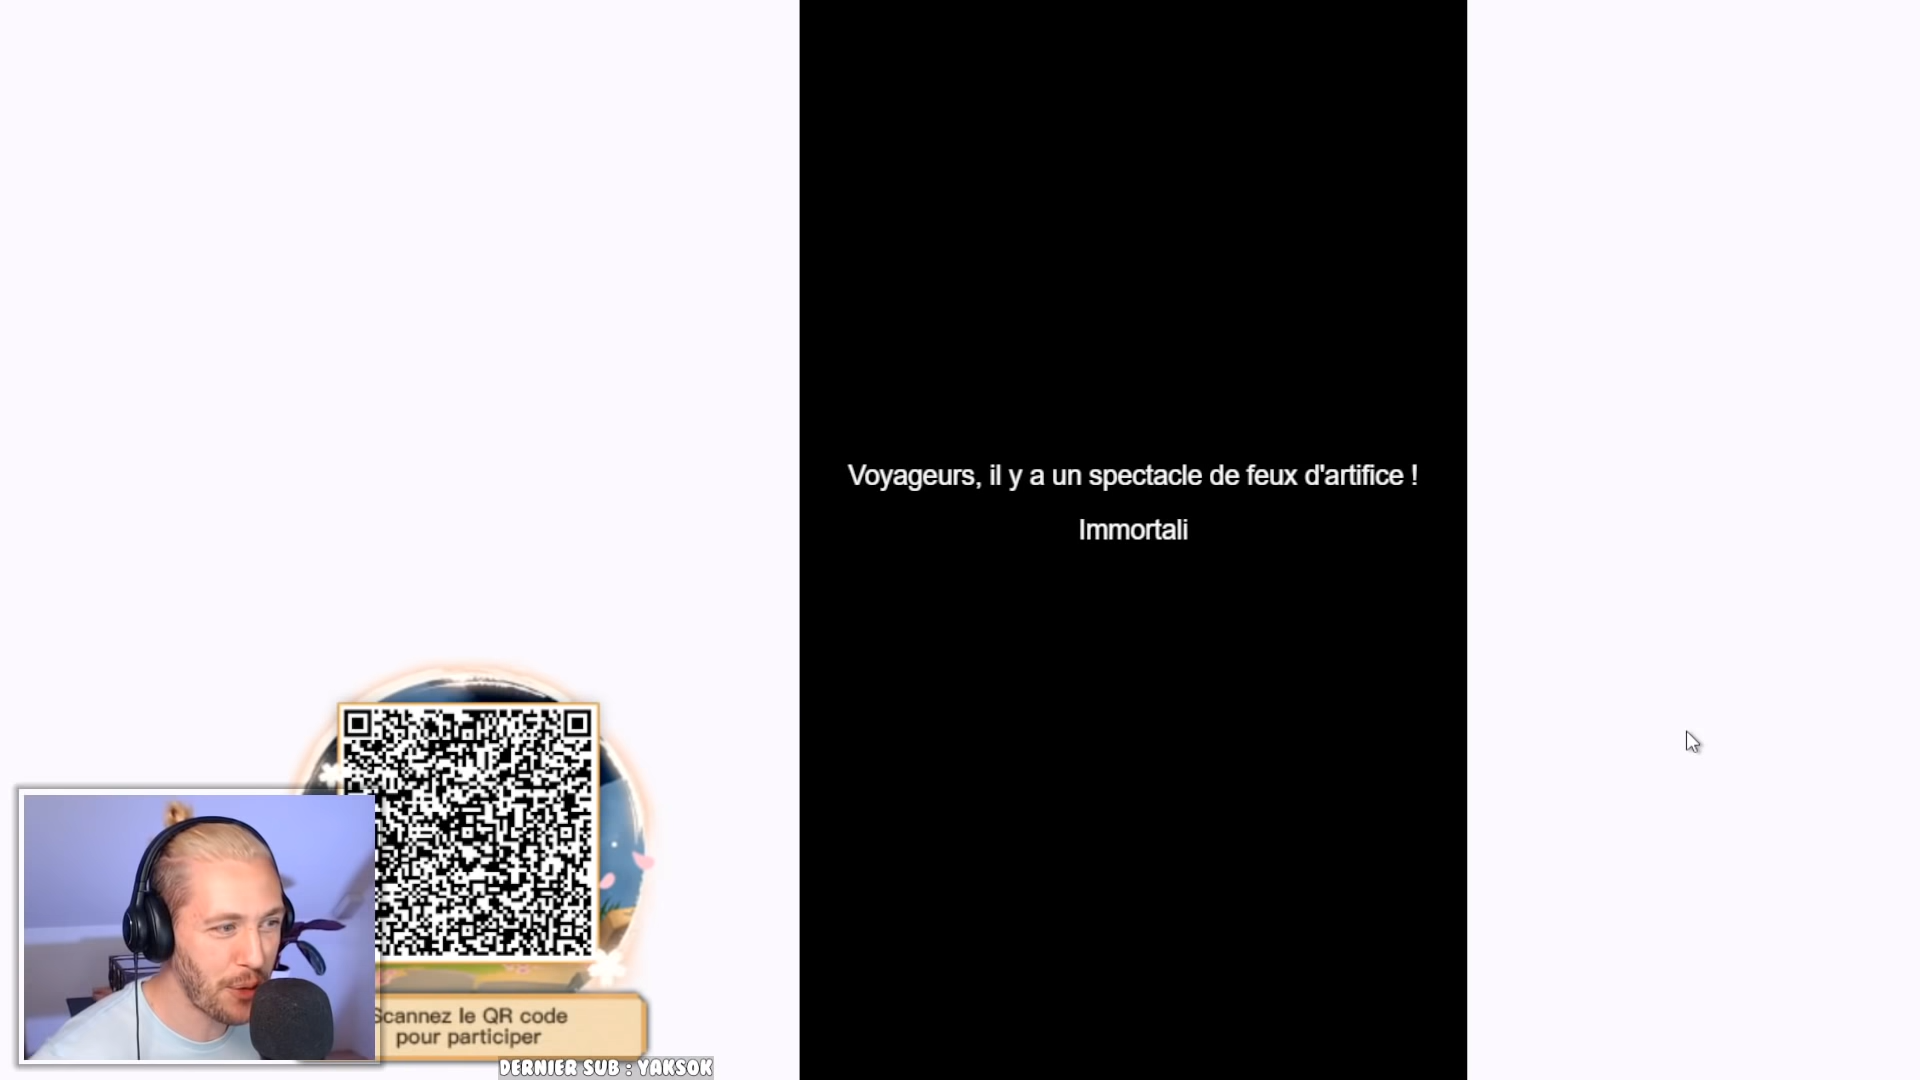 Voyageurs, il y a un spectacle de feux d'artifice !
Immortali
Scannez le QR code
pour participer
DERNIER SUB : YAKSOK